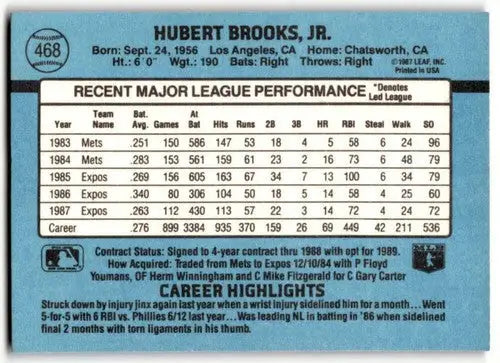 468
HUBERT BROOKS, JR.
Born: Sept. 24, 1956 Los Angeles, CA Home: Chatsworth, CA
Ht.: 6'0" Wgt.: 190 Bats: Right Throws: Right
©1987 LEAF, INC.
Printed in USA
RECENT MAJOR LEAGUE PERFORMANCE *Denotes Led League
Year Team Name Bat. Avg. Games At Bat Hits Runs 2B 3B HR RBI Steal Walk SO
1983 Mets .251 150 586 147 53 18 4 5 58 6 24 96
1984 Mets .283 153 561 159 61 23 2 16 73 6 48 79
1985 Expos .269 156 605 163 67 34 7 13 100 6 34 79
1986 Expos .340 80 306 104 50 18 5 14 58 4 25 60
1987 Expos .263 112 430 113 57 22 3 14 72 4 24 72
Career .276 899 3384 935 370 159 26 69 449 42 211 536
Contract Status: Signed to 4-year contract thru 1988 with opt for 1989.
How Acquired: Traded from Mets to Expos 12/10/84 with P Floyd
Youmans, OF Herm Winningham and C Mike Fitzgerald for C Gary Carter
CAREER HIGHLIGHTS
Struck down by injury jinx again last year when a wrist injury sidelined him for a month...Went
5-for-5 with 6 RBI vs. Phillies 6/12 last year...Was leading NL in batting in '86 when sidelined
final 2 months with torn ligaments in his thumb.